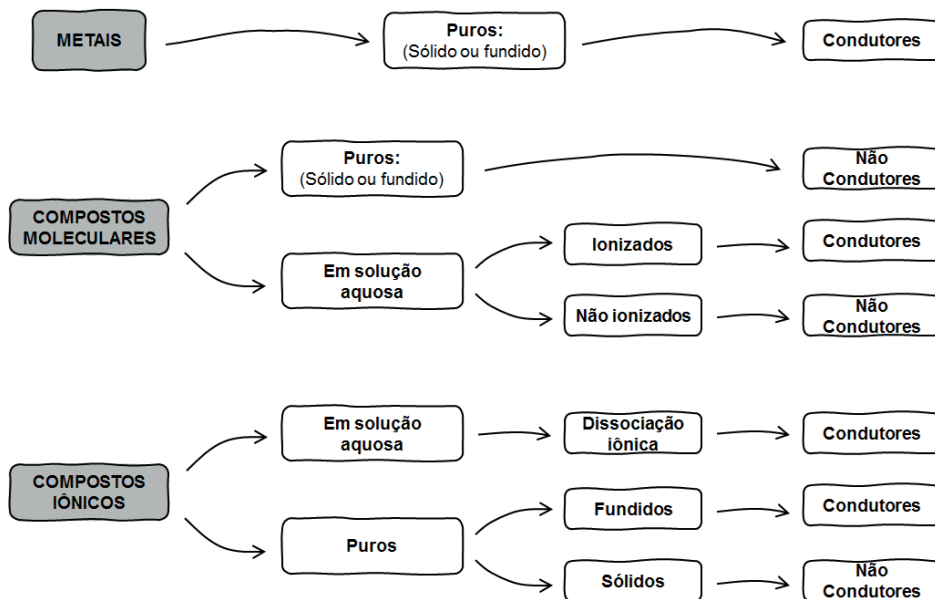 METAIS
Puros:
(Sólido ou fundido)
Condutores
COMPOSTOS
MOLECULARES
Puros:
(Sólido ou fundido)
Não
Condutores
Em solução
aquosa
Ionizados
Condutores
Não ionizados
Não
Condutores
COMPOSTOS
IÔNICOS
Em solução
aquosa
Dissociação
iônica
Condutores
Puros
Fundidos
Condutores
Sólidos
Não
Condutores